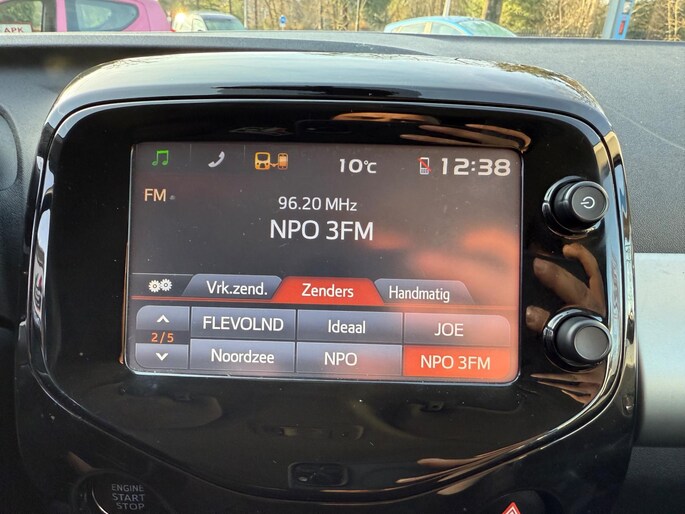 APK
10°C
12:38
FM
96.20 MHz
NPO 3FM
Vrk.zend.
Zenders
Handmatig
2/5
FLEVOLND
Ideaal
JOE
Noordzee
NPO
NPO 3FM
ENGINE
START
STOP